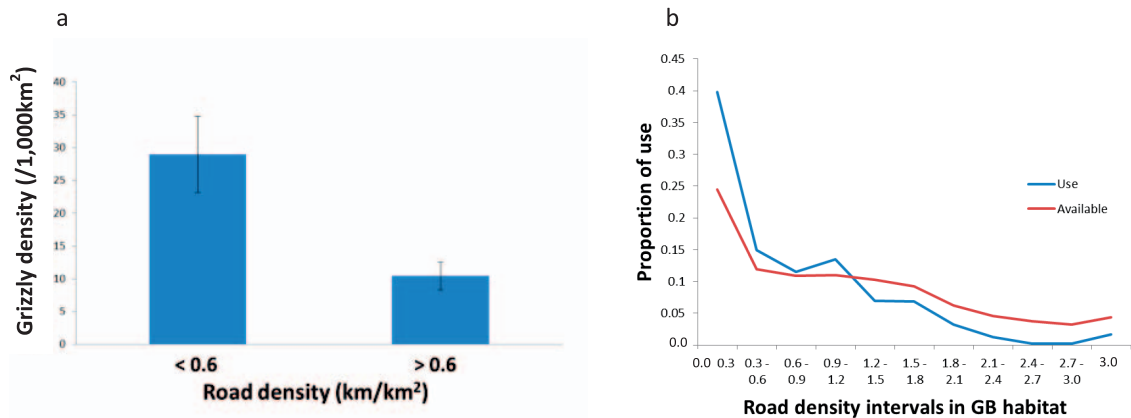 a
Grizzly density (/1,000km²)
40
35
30
25
20
15
10
5
0
< 0.6
> 0.6
Road density (km/km²)
b
Proportion of use
0.45
0.4
0.35
0.3
0.25
0.2
0.15
0.1
0.05
0.0
Use
Available
0.0 0.3 0.3 - 0.6 - 0.9 - 1.2 - 1.5 - 1.8 - 2.1 - 2.4 - 2.7 - 3.0
0.6 0.9 1.2 1.5 1.8 2.1 2.4 2.7 3.0
Road density intervals in GB habitat